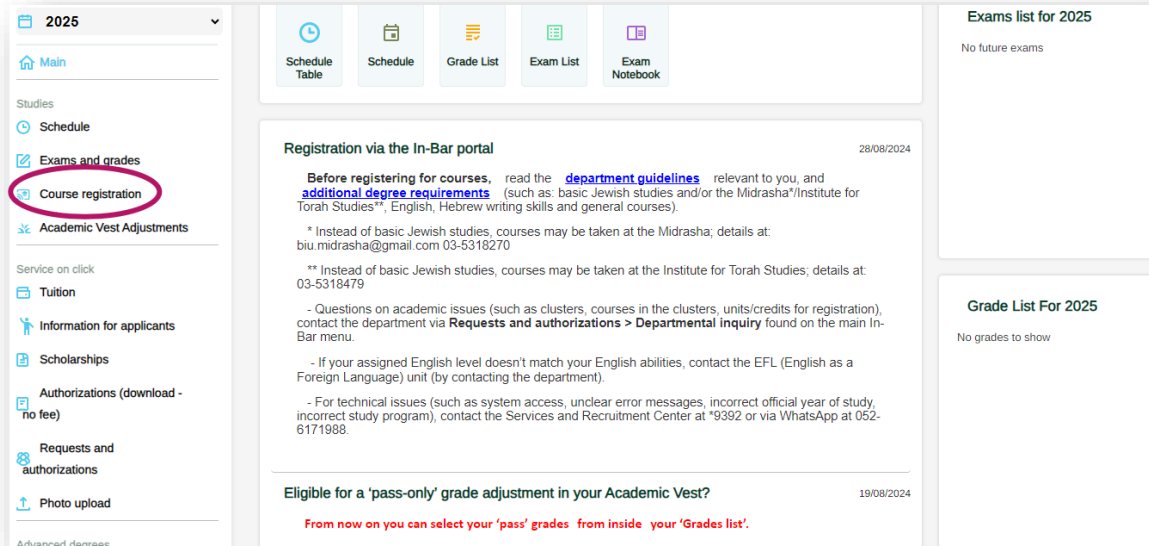 2025
Main
Studies
Schedule
Exams and grades
Course registration
Academic Vest Adjustments
Service on click
Tuition
Information for applicants
Scholarships
Authorizations (download -
no fee)
Requests and
authorizations
Photo upload
Advanced degrees
Schedule
Table
Schedule
Grade List
Exam List
Exam
Notebook
Registration via the In-Bar portal
28/08/2024
Before registering for courses, read the department guidelines relevant to you, and
additional degree requirements (such as: basic Jewish studies and/or the Midrasha*/Institute for
Torah Studies**, English, Hebrew writing skills and general courses).
* Instead of basic Jewish studies, courses may be taken at the Midrasha; details at:
biu.midrasha@gmail.com 03-5318270
** Instead of basic Jewish studies, courses may be taken at the Institute for Torah Studies; details at:
03-5318479
- Questions on academic issues (such as clusters, courses in the clusters, units/credits for registration),
contact the department via Requests and authorizations > Departmental inquiry found on the main In-
Bar menu.
- If your assigned English level doesn't match your English abilities, contact the EFL (English as a
Foreign Language) unit (by contacting the department).
- For technical issues (such as system access, unclear error messages, incorrect official year of study,
incorrect study program), contact the Services and Recruitment Center at *9392 or via WhatsApp at 052-
6171988.
Eligible for a 'pass-only' grade adjustment in your Academic Vest?
19/08/2024
From now on you can select your 'pass' grades from inside your 'Grades list'.
Exams list for 2025
No future exams
Grade List For 2025
No grades to show